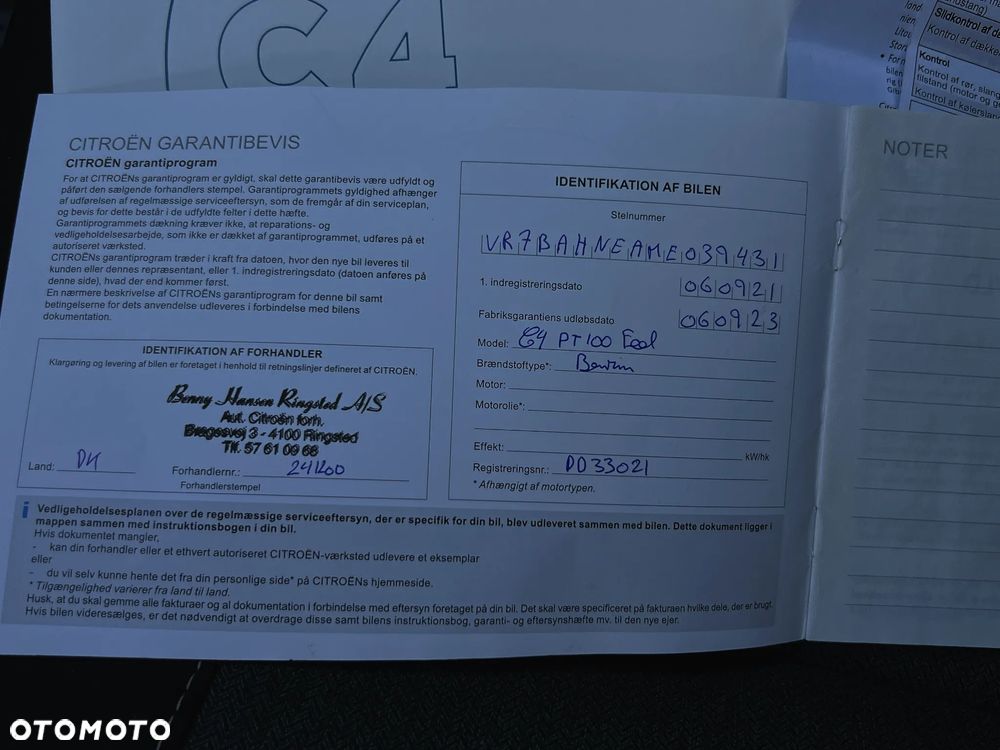 C4
CITROËN GARANTIBEVIS
CITROËN garantiprogram
For at CITROËNs garantiprogram er gyldigt, skal dette garantibevis være udfyldt og
påført den sælgende forhandlers stempel. Garantiprogrammets gyldighed afhænger
af udførelsen af regelmæssige serviceeftersyn, som de fremgår af din serviceplan,
og bevis for dette består i de udfyldte felter i dette hæfte.
Garantiprogrammets dækning kræver ikke, at reparations- og
vedligeholdelsesarbejde, som ikke er dækket af garantiprogrammet, udføres på et
autoriseret værksted.
CITROËNs garantiprogram træder i kraft fra datoen, hvor den nye bil leveres til
kunden eller dennes repræsentant, eller 1. indregistreringsdato (datoen anføres på
denne side), hvad der end kommer først.
En nærmere beskrivelse af CITROËNs garantiprogram for denne bil samt
betingelserne for dets anvendelse udleveres i forbindelse med bilens
dokumentation.
IDENTIFIKATION AF FORHANDLER
Klargøring og levering af bilen er foretaget i henhold til retningslinjer defineret af CITROËN.
Benny Hansen Ringsted A/S
Aut. Citroën forh.
Bragesvej 3 - 4100 Ringsted
Tlf. 57 61 00 68
Land: DK
Forhandlernr.: 241200
Forhandlerstempel
IDENTIFIKATION AF BILEN
Stelnummer
VR7BAHNEAME039431
1. indregistreringsdato 060921
Fabriksgarantiens udløbsdato 060923
Model: C4 PT100 Feel
Brændstoftype*: Benzin
Motor:
Motorolie*:
Effekt: kW/hk
Registreringsnr.: DD33021
* Afhængigt af motortypen.
i Vedligeholdelsesplanen over de regelmæssige serviceeftersyn, der er specifik for din bil, blev udleveret sammen med bilen. Dette dokument ligger i
mappen sammen med instruktionsbogen i din bil.
Hvis dokumentet mangler,
- kan din forhandler eller et ethvert autoriseret CITROËN-værksted udlevere et eksemplar
eller
- du vil selv kunne hente det fra din personlige side* på CITROËNs hjemmeside.
* Tilgængelighed varierer fra land til land.
Husk, at du skal gemme alle fakturaer og al dokumentation i forbindelse med eftersyn foretaget på din bil. Det skal være specificeret på fakturaen hvilke dele, der er brugt.
Hvis bilen videresælges, er det nødvendigt at overdrage disse samt bilens instruktionsbog, garanti- og eftersynshæfte mv. til den nye ejer.
NOTER
Kontrol
Kontrol af rør, slang
tilstand (motor og ge
Kontrol af kølerslan
OTOMOTO